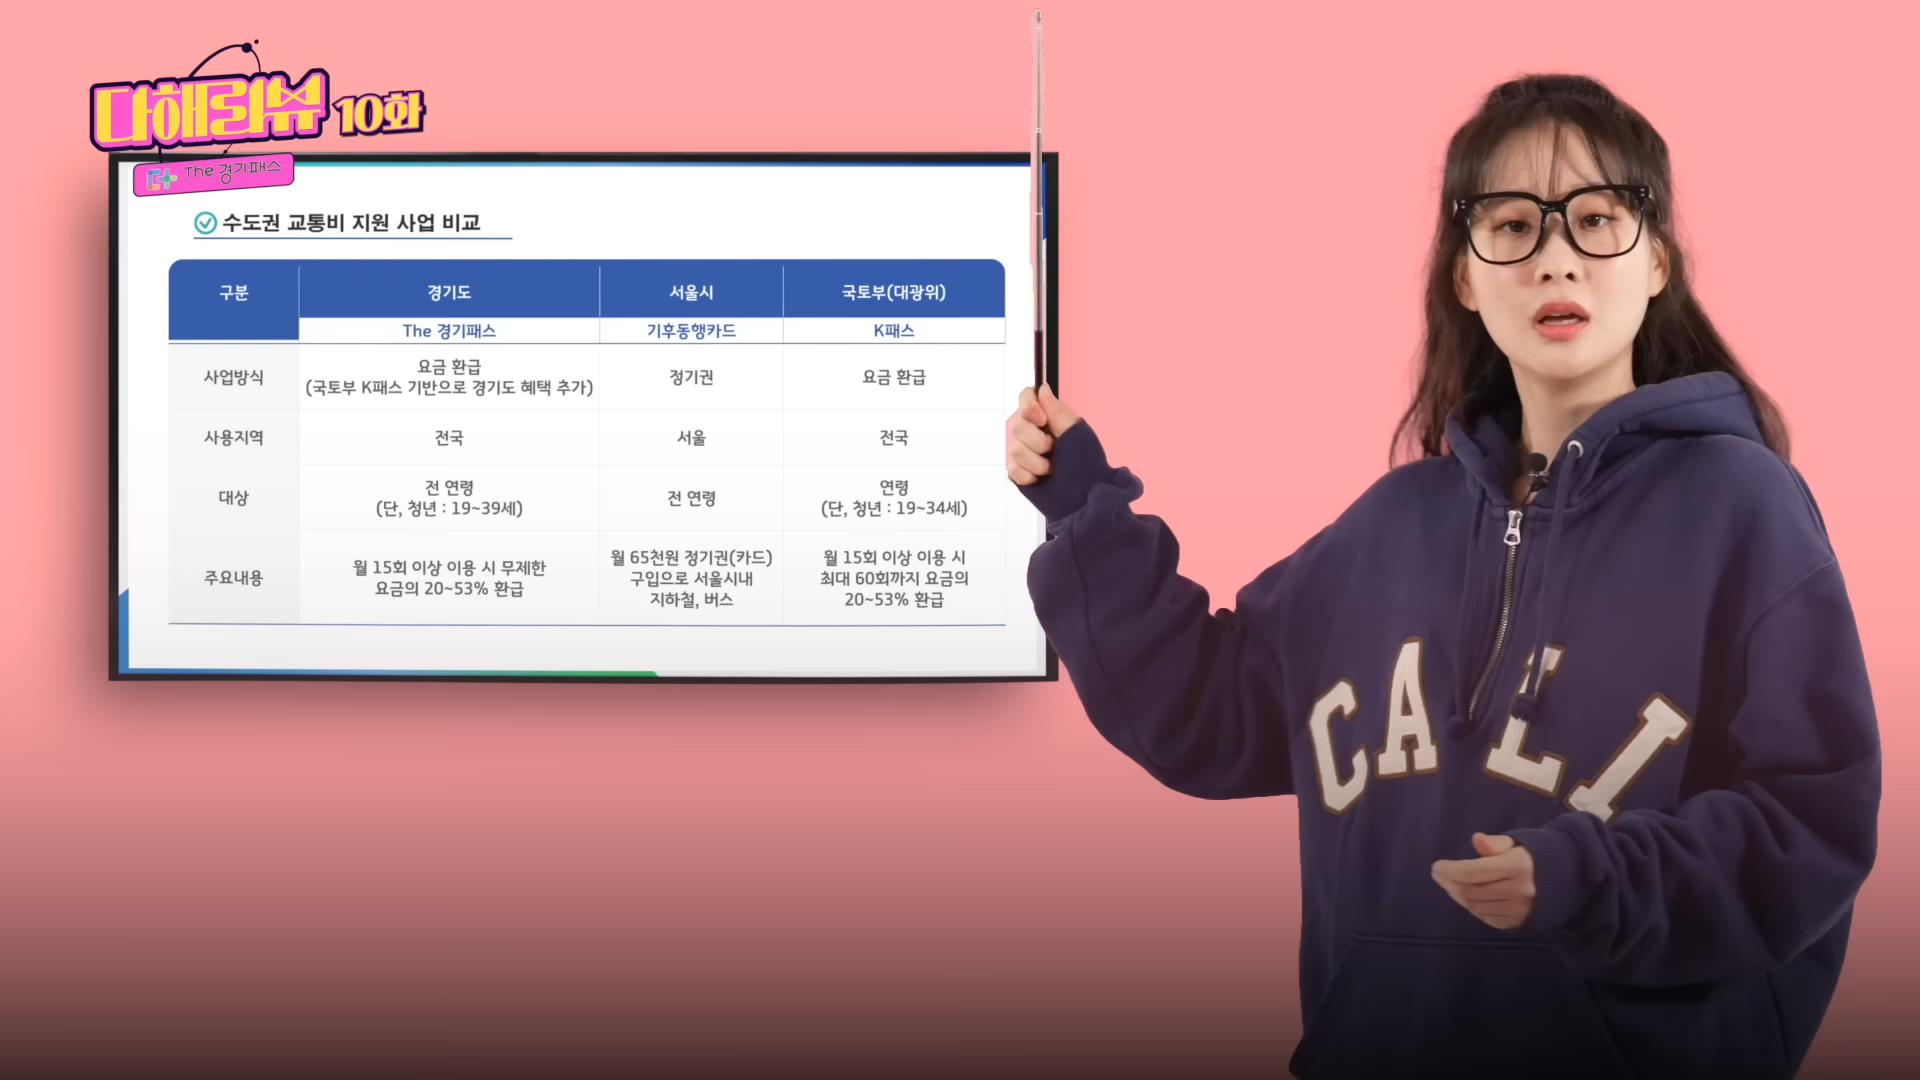 다해리뷰 10화
The 경기패스
수도권 교통비 지원 사업 비교
구분
경기도
서울시
국토부(대광위)
The 경기패스
기후동행카드
K패스
사업방식
요금 환급
(국토부 K패스 기반으로 경기도 혜택 추가)
정기권
요금 환급
사용지역
전국
서울
전국
대상
전 연령
(단, 청년 : 19~39세)
전 연령
연령
(단, 청년 : 19~34세)
주요내용
월 15회 이상 이용 시 무제한
요금의 20~53% 환급
월 65천원 정기권(카드)
구입으로 서울시내
지하철, 버스
월 15회 이상 이용 시
최대 60회까지 요금의
20~53% 환급
CALI